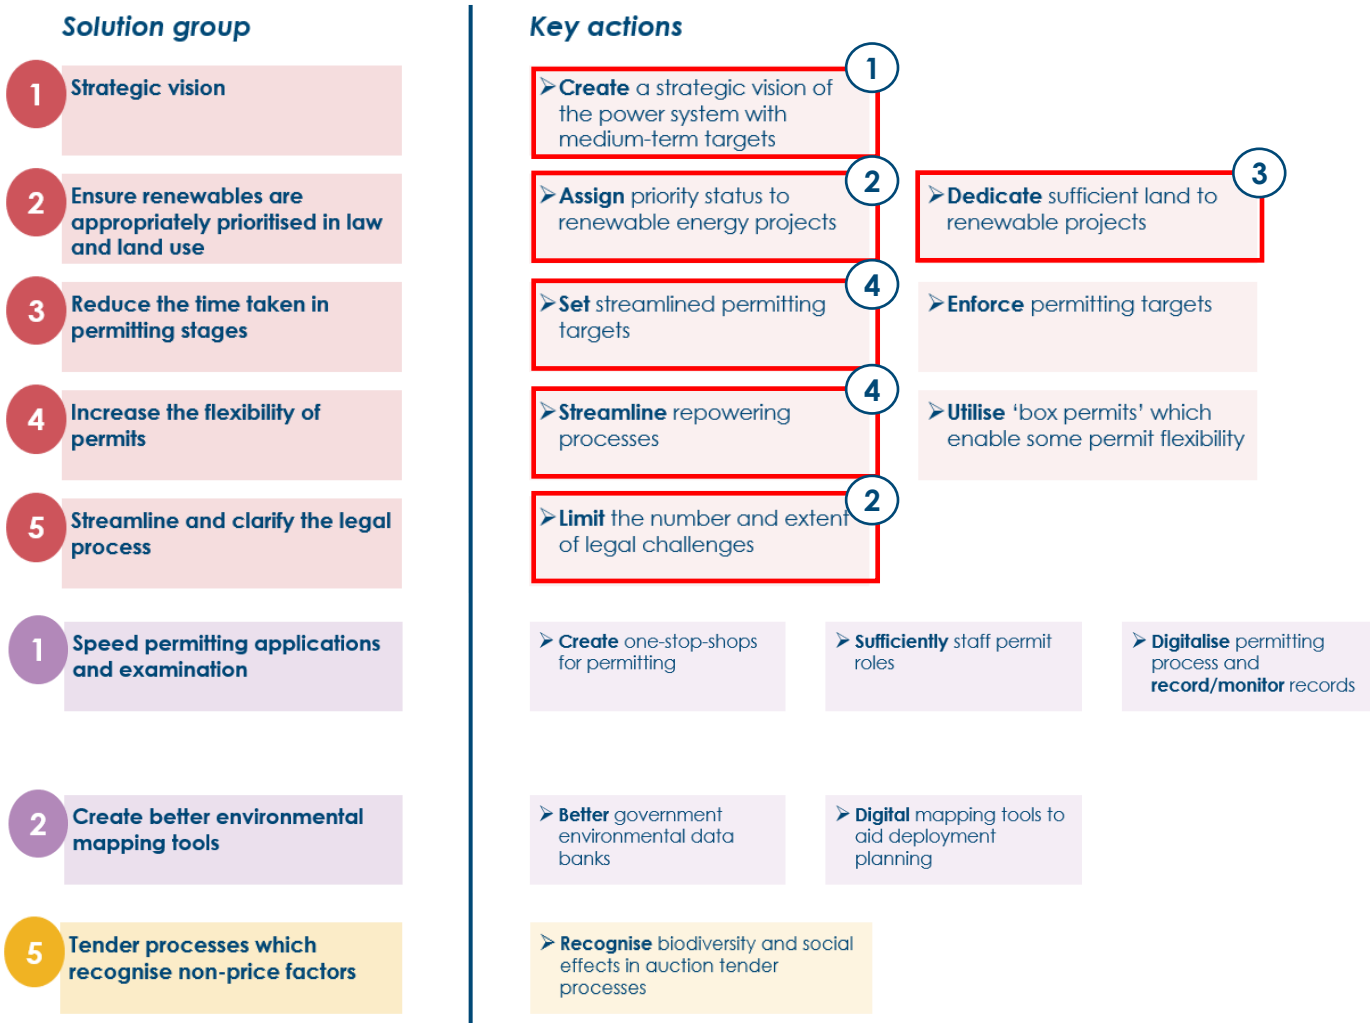 Solution group
Key actions
1
Strategic vision
1
➢Create a strategic vision of
the power system with
medium-term targets
2
Ensure renewables are
appropriately prioritised in law
and land use
2
➢Assign priority status to
renewable energy projects
3
➢Dedicate sufficient land to
renewable projects
3
Reduce the time taken in
permitting stages
4
➢Set streamlined permitting
targets
➢Enforce permitting targets
4
Increase the flexibility of
permits
4
➢Streamline repowering
processes
➢Utilise ‘box permits’ which
enable some permit flexibility
5
Streamline and clarify the legal
process
2
➢Limit the number and extent
of legal challenges
1
Speed permitting applications
and examination
➢Create one-stop-shops
for permitting
➢Sufficiently staff permit
roles
➢Digitalise permitting
process and
record/monitor records
2
Create better environmental
mapping tools
➢Better government
environmental data
banks
➢Digital mapping tools to
aid deployment
planning
5
Tender processes which
recognise non-price factors
➢Recognise biodiversity and social
effects in auction tender
processes